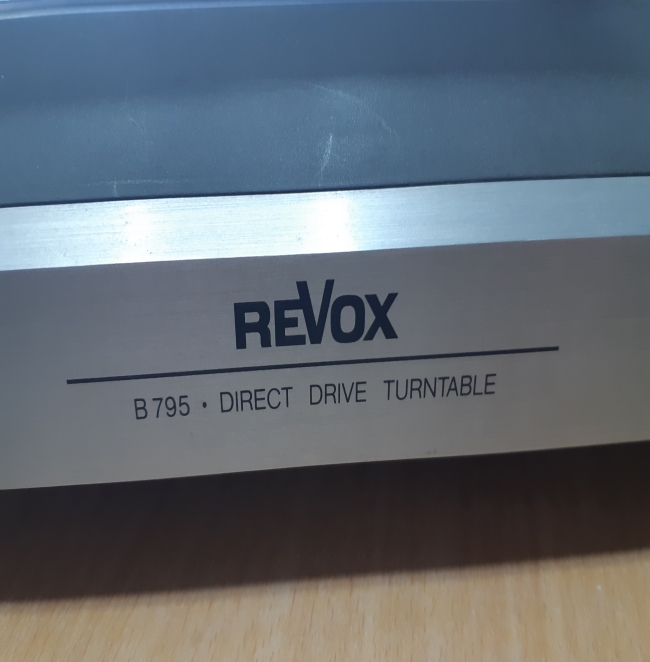 REVOX
B795 · DIRECT DRIVE TURNTABLE